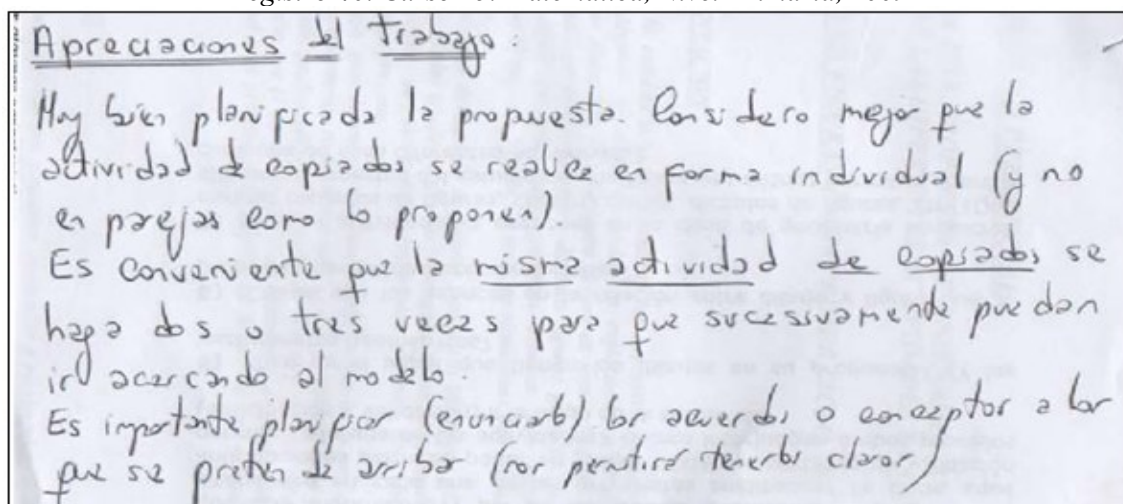 Apreciaciones del trabajo:
Muy bien planificada la propuesta. Considero mejor que la
actividad de copiados se realice en forma individual (y no
en parejas como lo proponen).
Es conveniente que la misma actividad de copiados se
haga dos o tres veces para que sucesivamente puedan
ir acercando al modelo.
Es importante planificar (enunciarlo) los acuerdos o conceptos a los
que se pretende arribar (nos permitirá tenerlos claros)